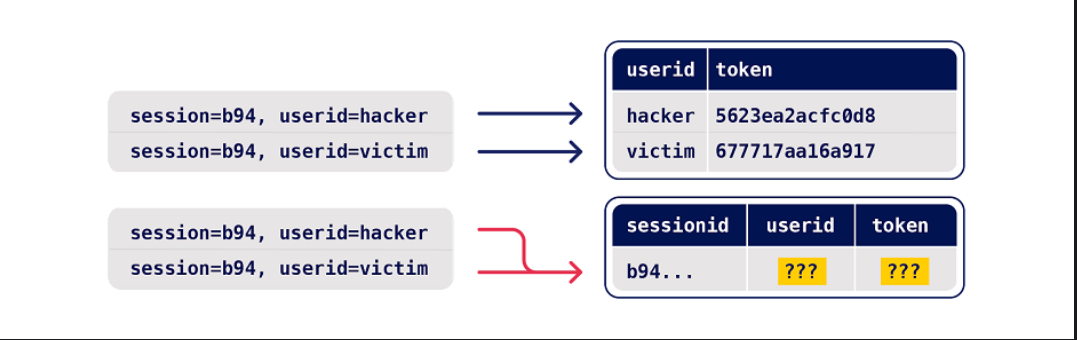 session=b94, userid=hacker
session=b94, userid=victim
userid token
hacker 5623ea2acfc0d8
victim 677717aa16a917
session=b94, userid=hacker
session=b94, userid=victim
sessionid userid token
b94... ??? ???